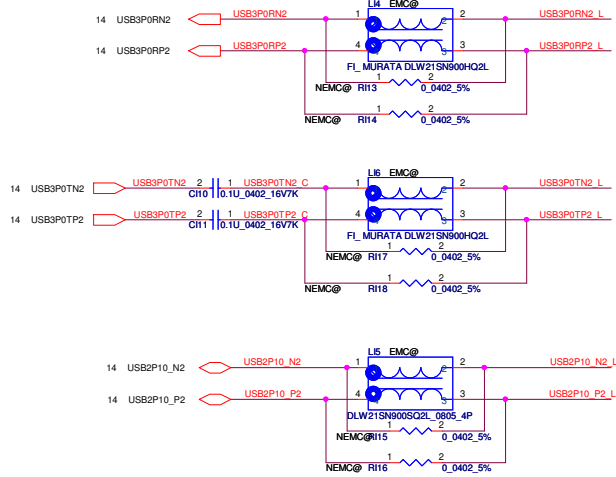 LI4 EMC@
14 USB3P0RN2 USB3P0RN2 1 2 USB3P0RN2_L
14 USB3P0RP2 USB3P0RP2 4 3 USB3P0RP2_L
FI_ MURATA DLW21SN900HQ2L
1 2
NEMC@ RI13 0_0402_5%
1 2
NEMC@ RI14 0_0402_5%
LI6 EMC@
14 USB3P0TN2 USB3P0TN2 2 1 USB3P0TN2_C 1 2 USB3P0TN2_L
CI10 0.1U_0402_16V7K
14 USB3P0TP2 USB3P0TP2 2 1 USB3P0TP2_C 4 3 USB3P0TP2_L
CI11 0.1U_0402_16V7K
FI_ MURATA DLW21SN900HQ2L
1 2
NEMC@ RI17 0_0402_5%
1 2
NEMC@ RI18 0_0402_5%
LI5 EMC@
14 USB2P10_N2 USB2P10_N2 1 2 USB2P10_N2_L
14 USB2P10_P2 USB2P10_P2 4 3 USB2P10_P2_L
DLW21SN900SQ2L_0805_4P
1 2
NEMC@ RI15 0_0402_5%
1 2
NEMC@ RI16 0_0402_5%